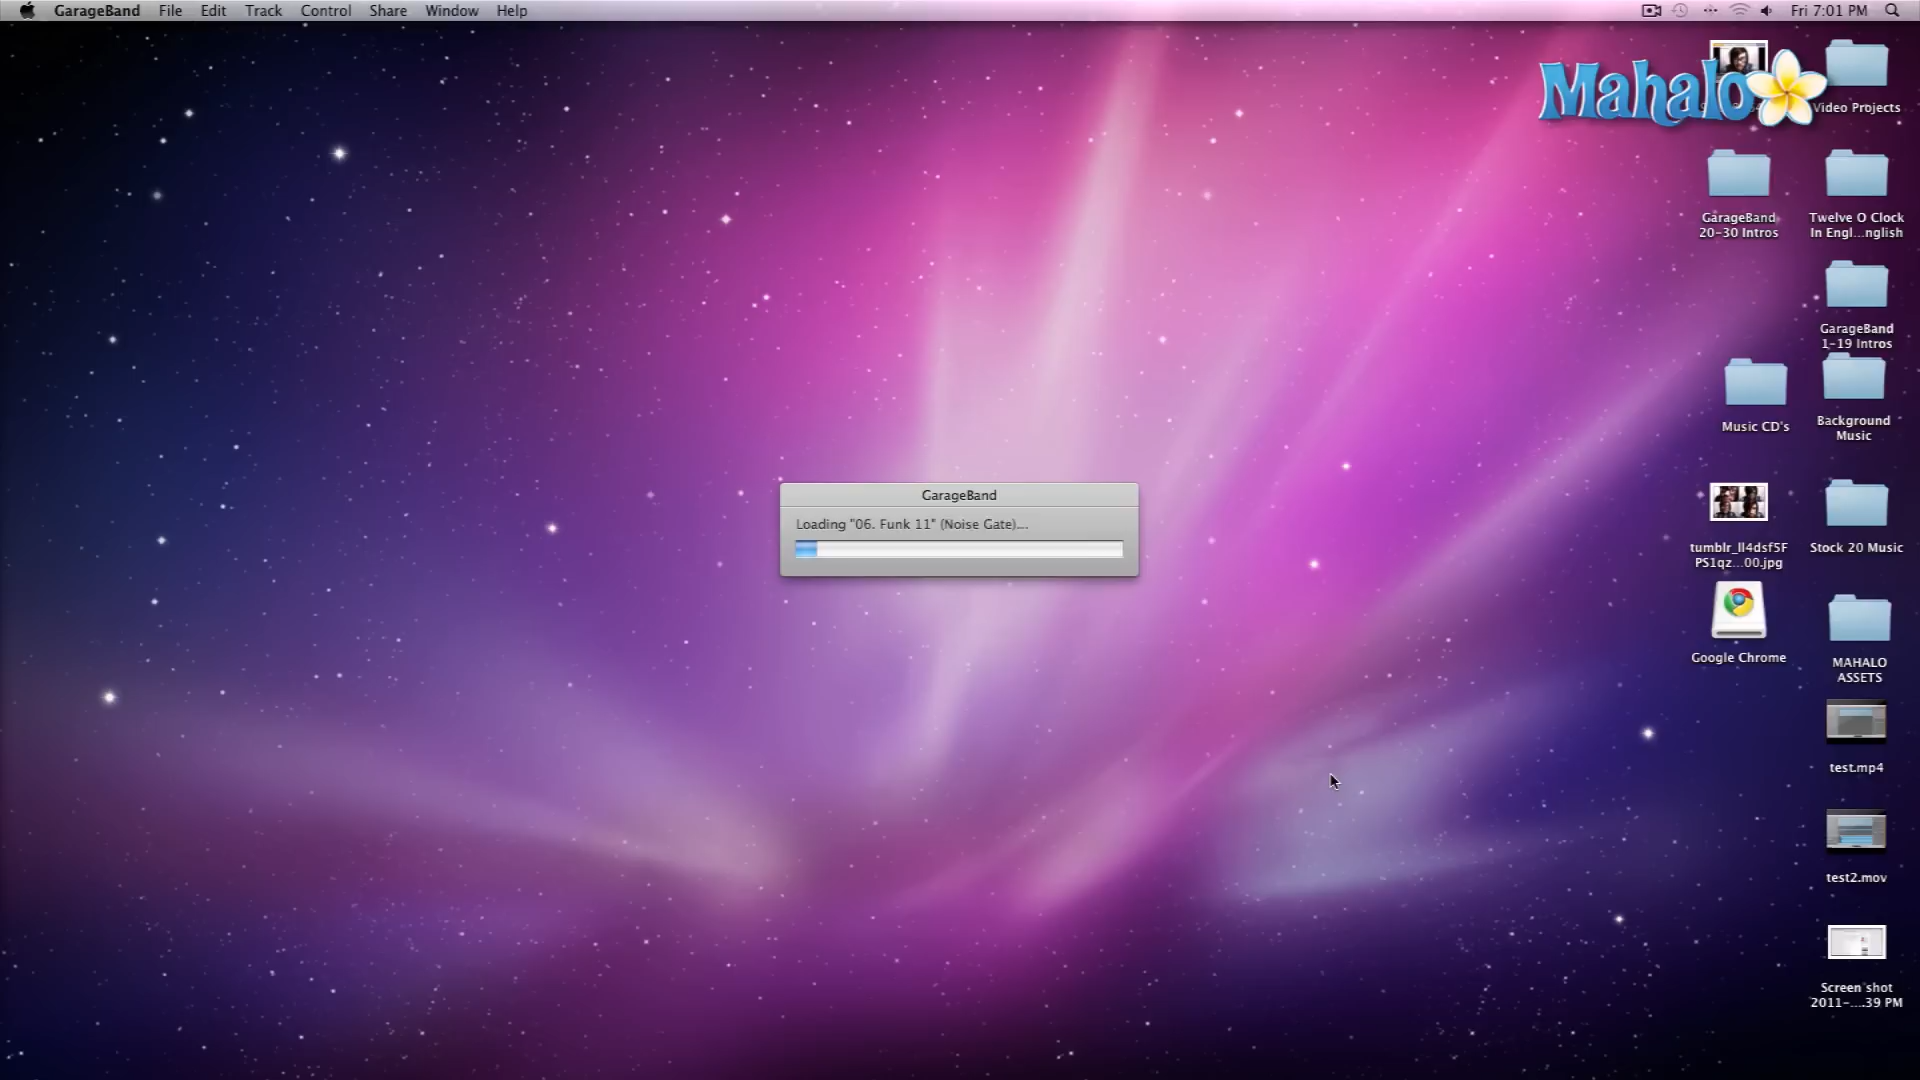 GarageBand File Edit Track Control Share Window Help
Fri 7:01 PM
Mahalo
Video Projects
GarageBand
20-30 Intros
Twelve O Clock
In Engl...nglish
GarageBand
1-19 Intros
Music CD's
Background
Music
GarageBand
Loading "06. Funk 11" (Noise Gate)...
tumblr_ll4dsf5F
PS1qz...00.jpg
Stock 20 Music
Google Chrome
MAHALO
ASSETS
test.mp4
test2.mov
Screen shot
2011-....39 PM